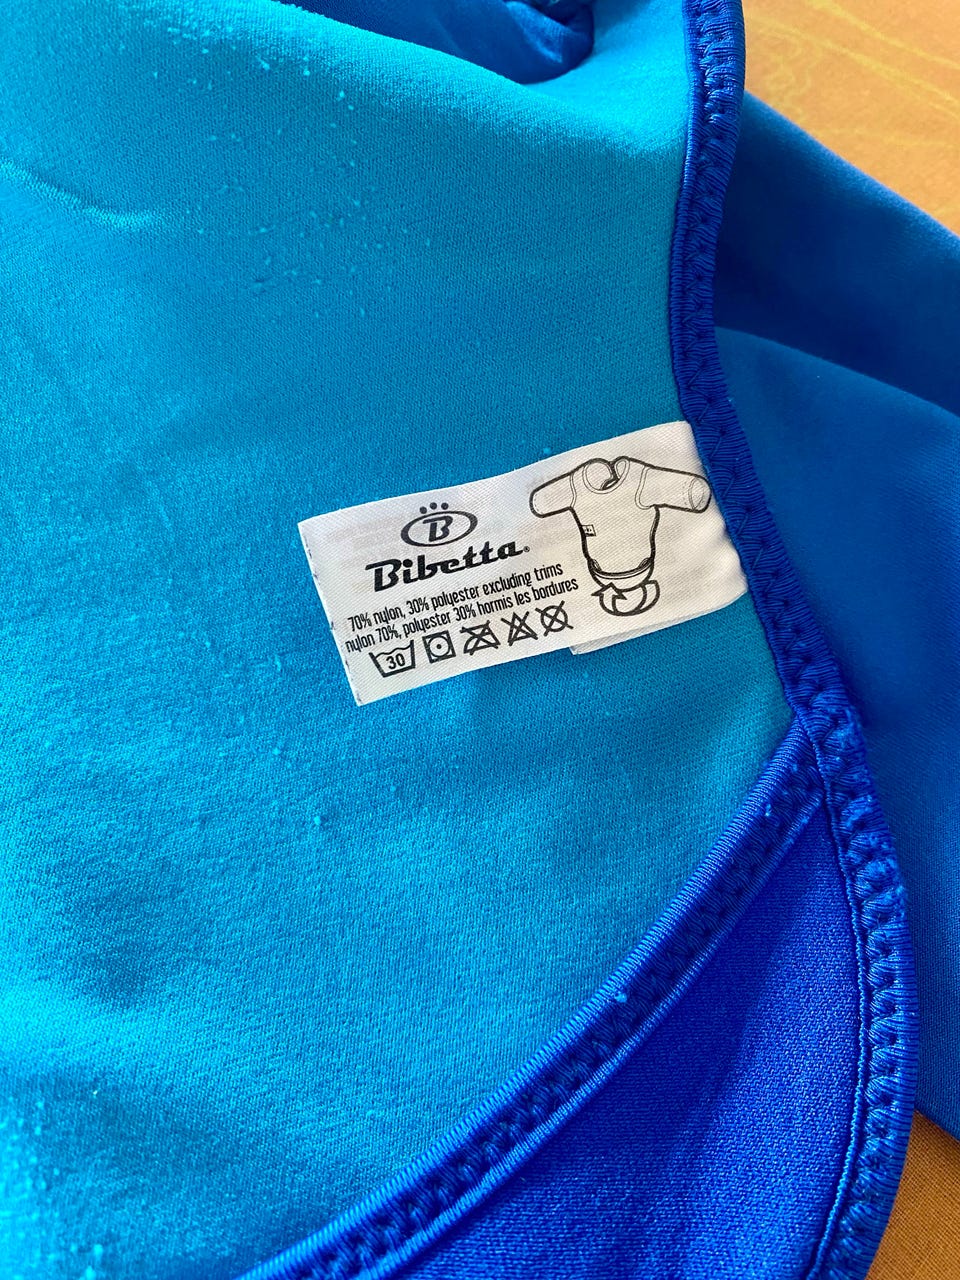 B
Bibetta®
70% nylon, 30% polyester excluding trims
nylon 70%, polyester 30% hormis les bordures
30